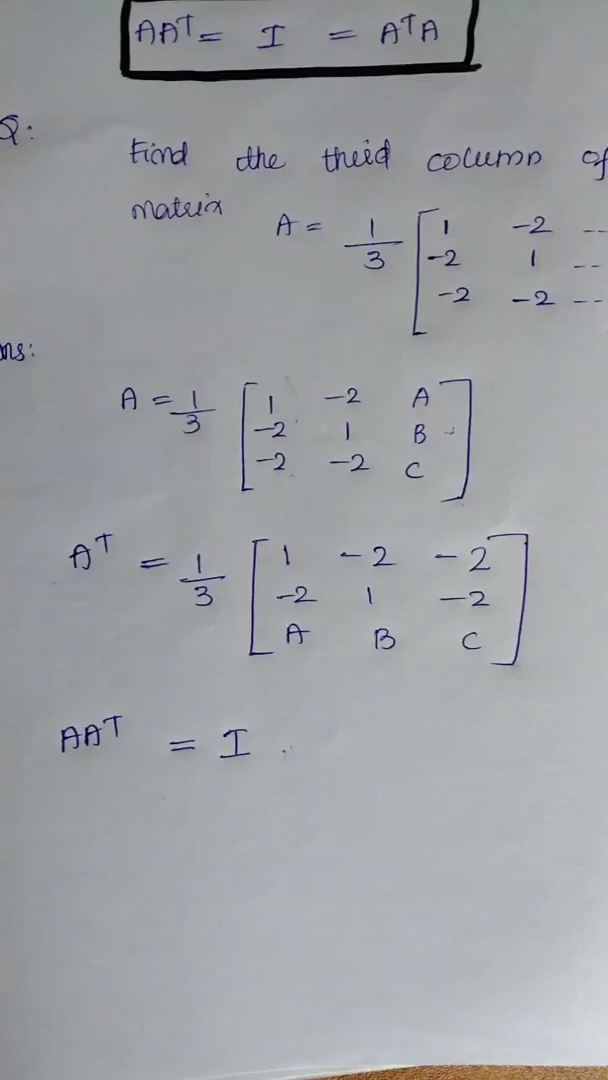 AAᵀ = I = AᵀA
Q:
Find the third column of
matrix A = 1/3 [ 1 -2 --
-2 1 --
-2 -2 --
ns:
A = 1/3 [ 1 -2 A ]
-2 1 B
-2 -2 C
Aᵀ = 1/3 [ 1 -2 -2 ]
-2 1 -2
A B C
AAᵀ = I .